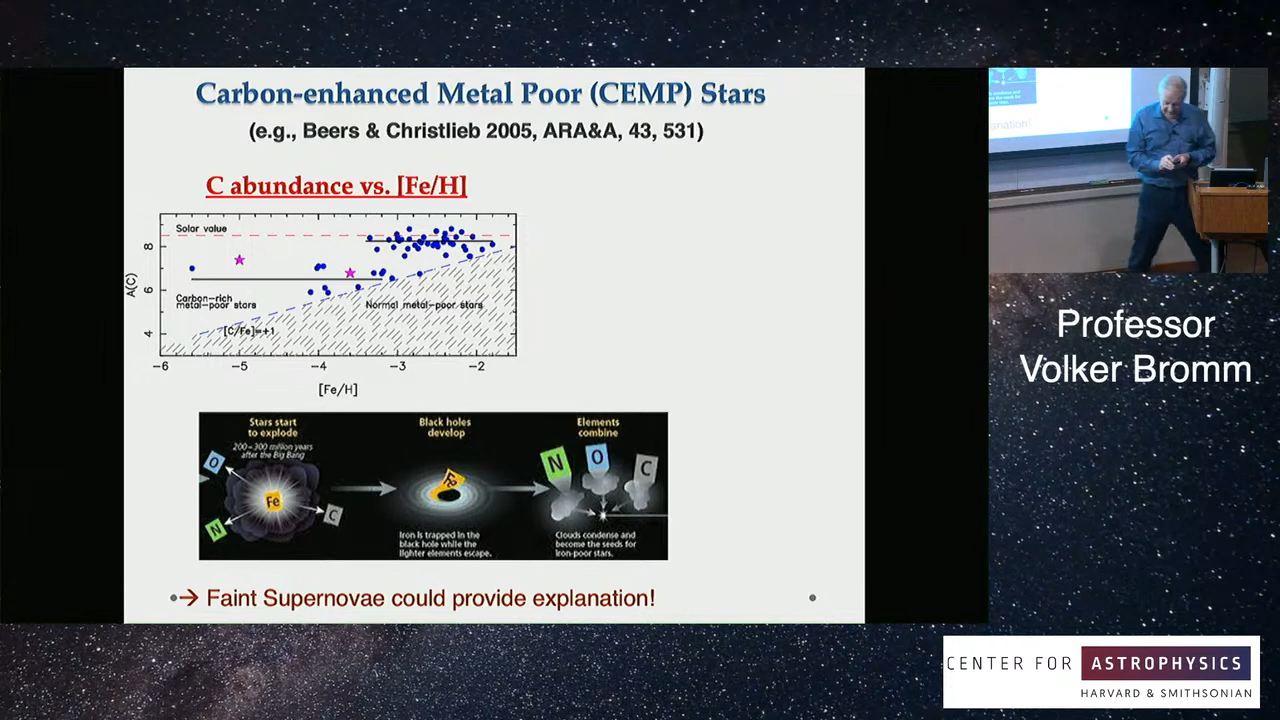 Carbon-enhanced Metal Poor (CEMP) Stars
(e.g., Beers & Christlieb 2005, ARA&A, 43, 531)
C abundance vs. [Fe/H]
Solar value
8
6
4
A(C)
Carbon-rich
metal-poor stars
Normal metal-poor stars
[C/Fe]=+1
−6 −5 −4 −3 −2
[Fe/H]
Stars start
to explode
200–300 million years
after the Big Bang
O
Fe
N
C
Black holes
develop
Fe
Iron is trapped in the
black hole while the
lighter elements escape.
Elements
combine
N O C
Clouds condense and
become the seeds for
iron-poor stars.
•→ Faint Supernovae could provide explanation!
Professor
Volker Bromm
CENTER FOR ASTROPHYSICS
HARVARD & SMITHSONIAN